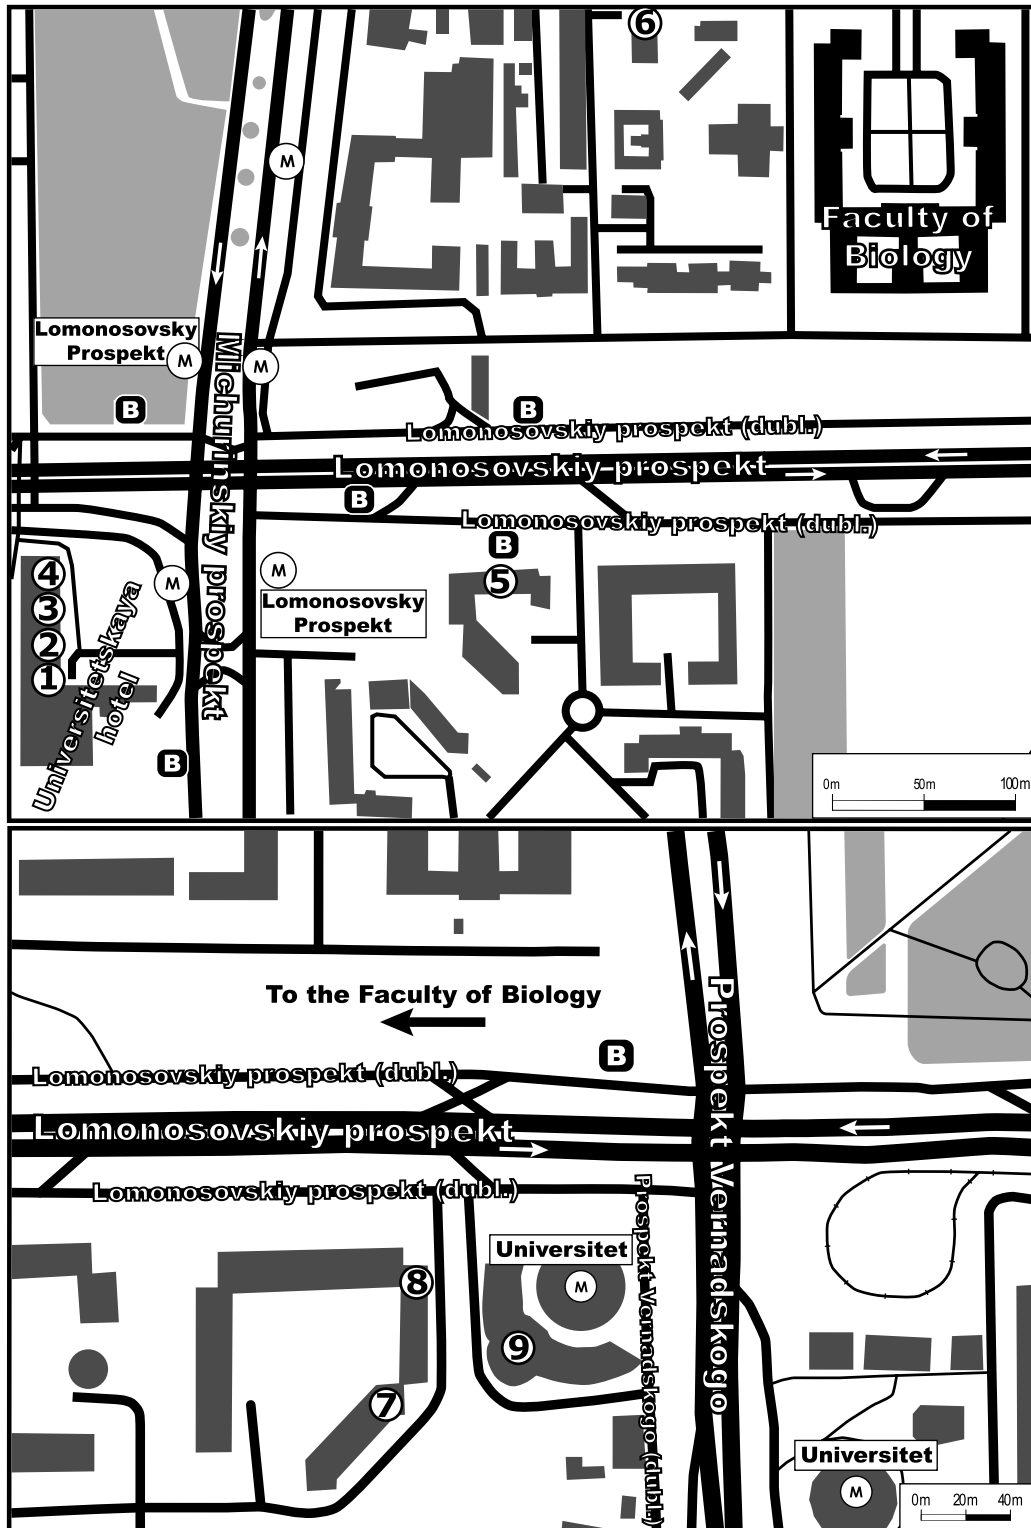 6
M
Faculty of
Biology
Lomonosovsky
Prospekt
M
M
Michurinskiy prospekt
B
B
Lomonosovskiy prospekt (dubl.)
Lomonosovskiy prospekt
B
Lomonosovskiy prospekt (dubl.)
B
4
3
2
1
Universitetskaya
hotel
M
M
Lomonosovsky
Prospekt
5
B
0m 50m 100m
To the Faculty of Biology
B
Prospekt Vernadskogo
Lomonosovskiy prospekt (dubl.)
Lomonosovskiy prospekt
Lomonosovskiy prospekt (dubl.)
Prospekt Vernadskogo (dubl.)
Universitet
M
8
9
7
Universitet
M
0m 20m 40m